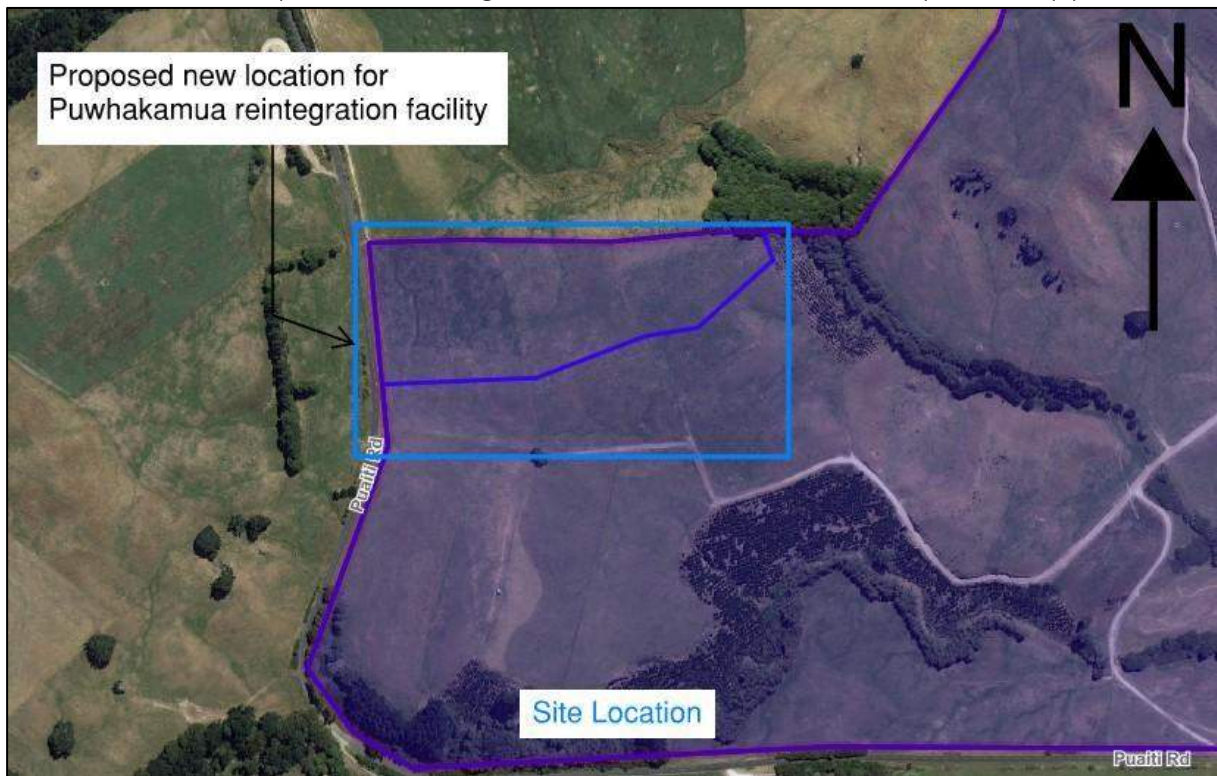 Proposed new location for
Puwhakamua reintegration facility
N
Puaiti Rd
Site Location
Puaiti Rd